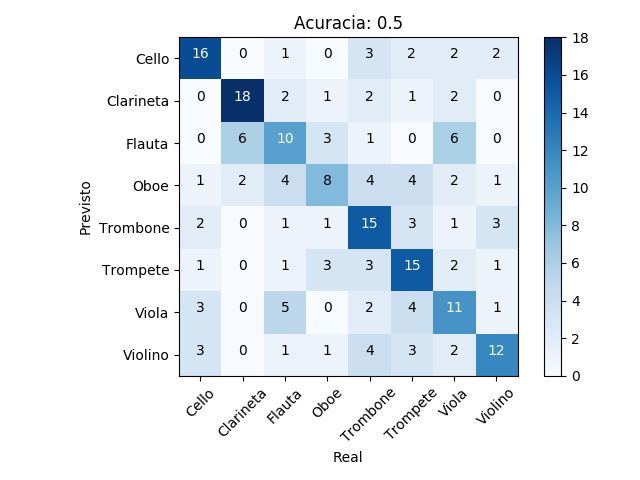 Acuracia: 0.5
Previsto
Cello 16 0 1 0 3 2 2 2
Clarineta 0 18 2 1 2 1 2 0
Flauta 0 6 10 3 1 0 6 0
Oboe 1 2 4 8 4 4 2 1
Trombone 2 0 1 1 15 3 1 3
Trompete 1 0 1 3 3 15 2 1
Viola 3 0 5 0 2 4 11 1
Violino 3 0 1 1 4 3 2 12
Cello Clarineta Flauta Oboe Trombone Trompete Viola Violino
Real
18
16
14
12
10
8
6
4
2
0